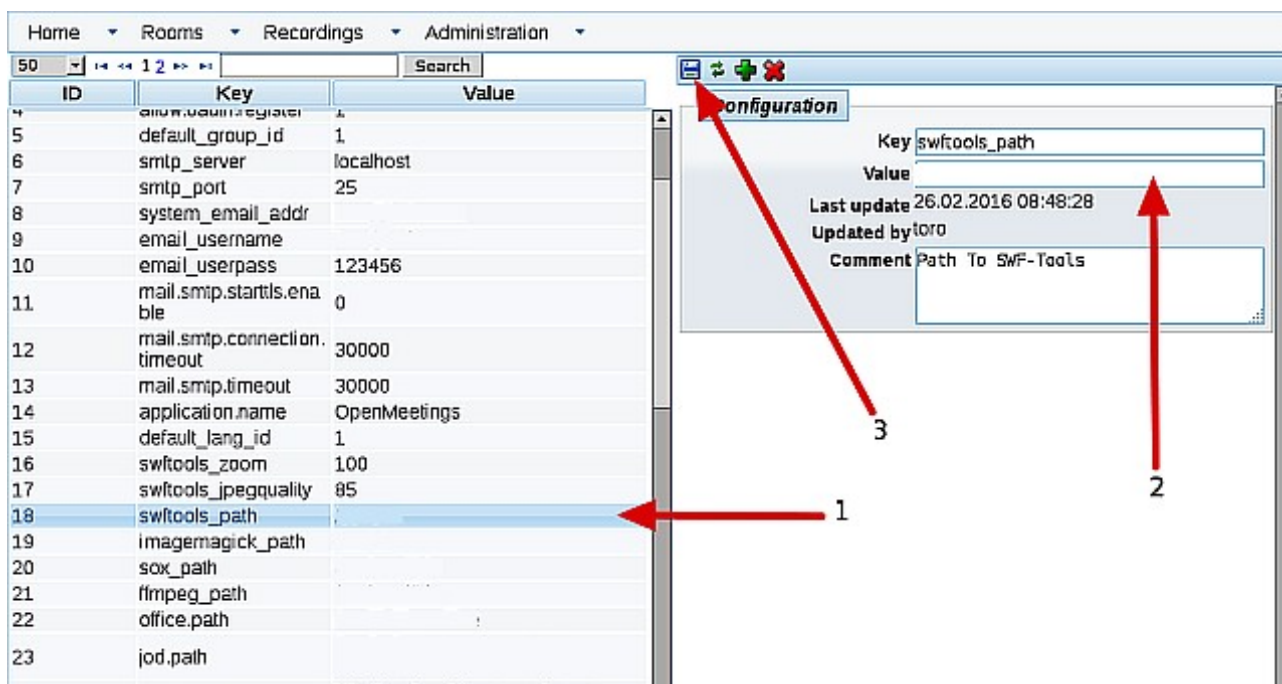 Home Rooms Recordings Administration
50 1 2 Search
ID Key Value
4 allow.oauth.register 1
5 default_group_id 1
6 smtp_server localhost
7 smtp_port 25
8 system_email_addr
9 email_username
10 email_userpass 123456
11 mail.smtp.starttls.ena
ble 0
12 mail.smtp.connection.
timeout 30000
13 mail.smtp.timeout 30000
14 application.name OpenMeetings
15 default_lang_id 1
16 swftools_zoom 100
17 swftools_jpegquality 85
18 swftools_path
19 imagemagick_path
20 sox_path
21 ffmpeg_path
22 office.path
23 jod.path
Configuration
Key swftools_path
Value
Last update 26.02.2016 08:48:28
Updated by toro
Comment Path To SWF-Tools
1
2
3